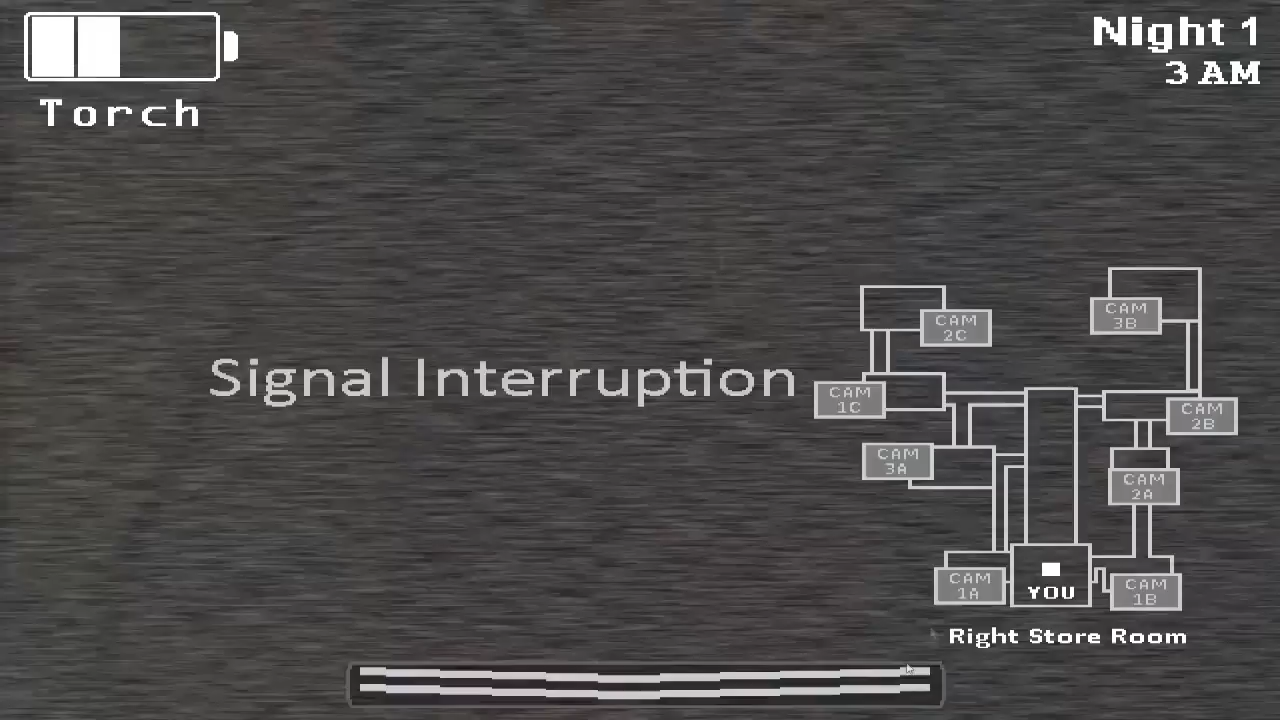 Torch
Night 1
3 AM
Signal Interruption
CAM
2C
CAM
3B
CAM
1C
CAM
2B
CAM
3A
CAM
2A
CAM
1A
YOU
CAM
1B
Right Store Room